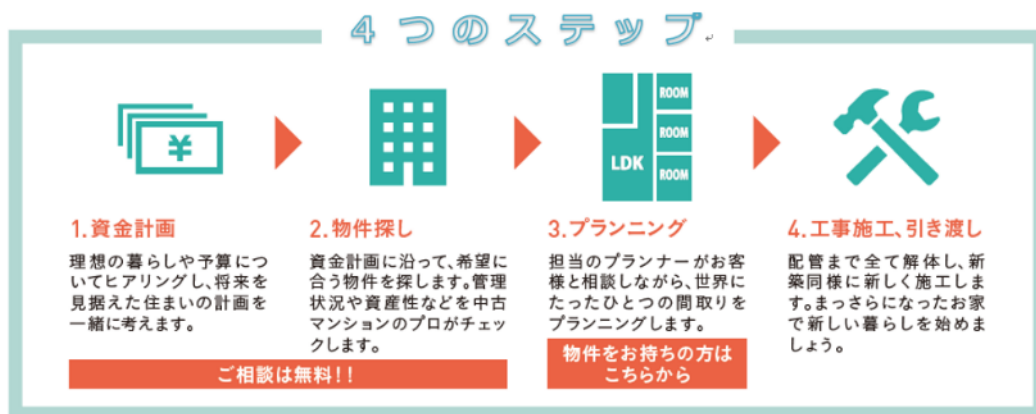 4つのステップ
¥
LDK
ROOM
ROOM
ROOM
1.資金計画
理想の暮らしや予算につ
いてヒアリングし、将来を
見据えた住まいの計画を
一緒に考えます。
2.物件探し
資金計画に沿って、希望に
合う物件を探します。管理
状況や資産性などを中古
マンションのプロがチェッ
クします。
ご相談は無料!!
3.プランニング
担当のプランナーがお客
様と相談しながら、世界に
たったひとつの間取りを
プランニングします。
物件をお持ちの方は
こちらから
4.工事施工、引き渡し
配管まで全て解体し、新
築同様に新しく施工しま
す。まっさらになったお家
で新しい暮らしを始めま
しょう。